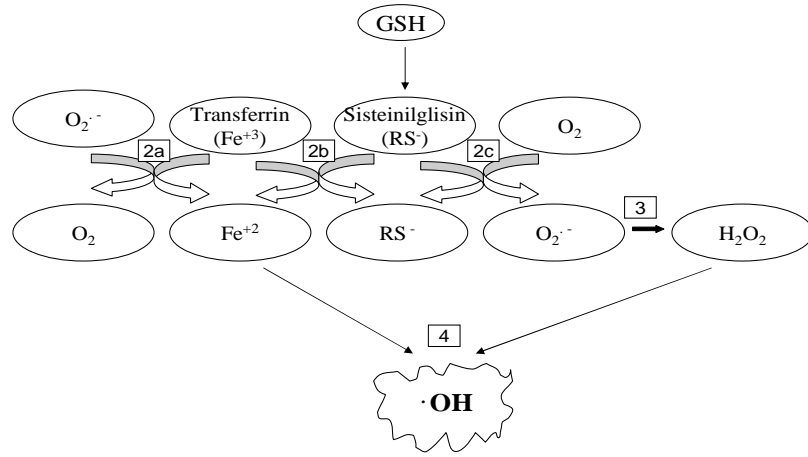 GSH
O₂·⁻
Transferrin
(Fe⁺³)
Sisteinilglisin
(RS⁻)
O₂
2a
2b
2c
O₂
Fe⁺²
RS⁻
O₂·⁻
3
H₂O₂
4
·OH